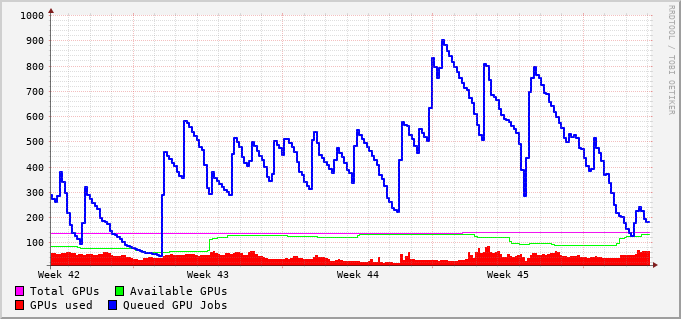 1000
900
800
700
600
500
400
300
200
100
Week 42 Week 43 Week 44 Week 45
Total GPUs Available GPUs
GPUs used Queued GPU Jobs
RRDTOOL / TOBI OETIKER